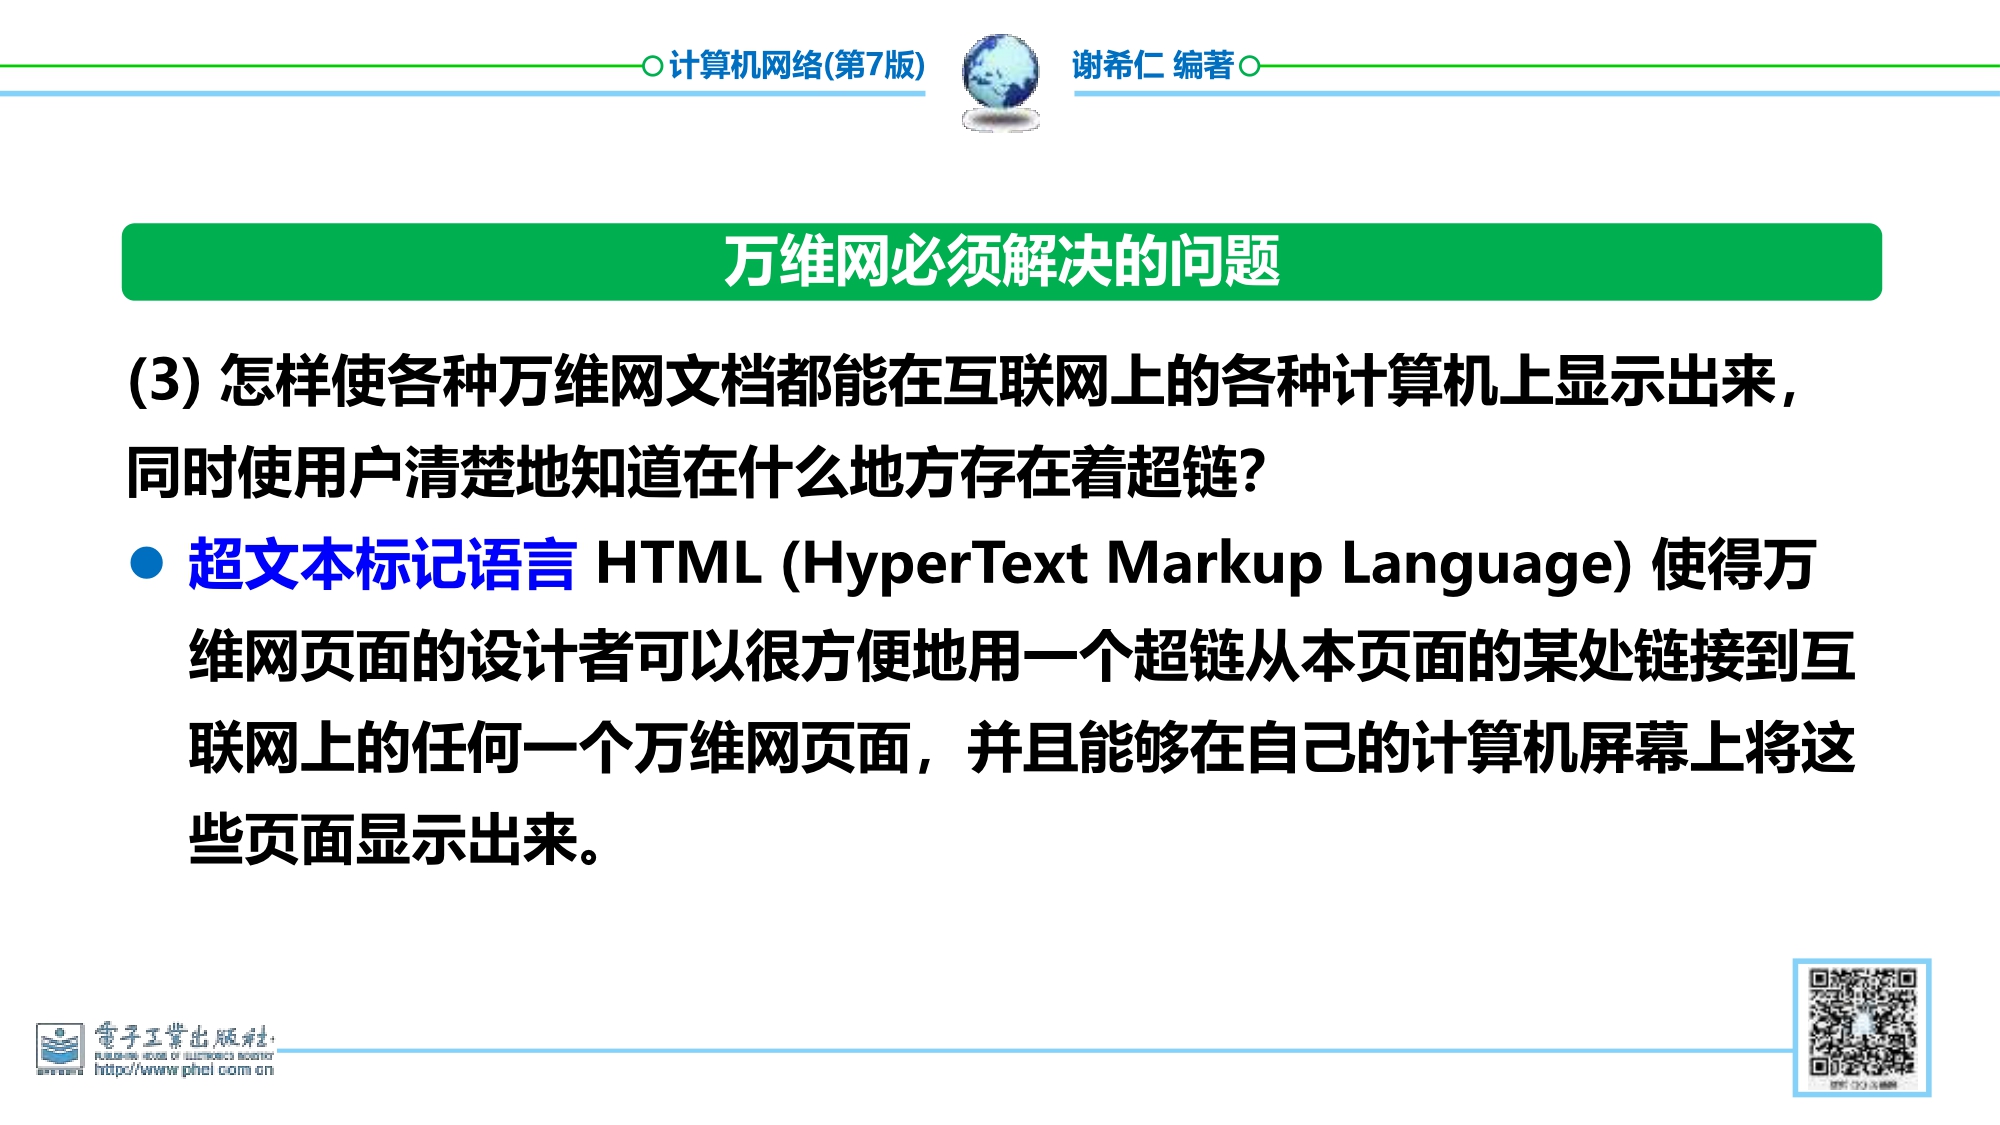 计算机网络(第7版)
谢希仁 编著
万维网必须解决的问题
(3) 怎样使各种万维网文档都能在互联网上的各种计算机上显示出来，
同时使用户清楚地知道在什么地方存在着超链？
● 超文本标记语言 HTML (HyperText Markup Language) 使得万
维网页面的设计者可以很方便地用一个超链从本页面的某处链接到互
联网上的任何一个万维网页面，并且能够在自己的计算机屏幕上将这
些页面显示出来。
電子工業出版社
PUBLISHING HOUSE OF ELECTRONICS INDUSTRY
http://www.phei.com.cn